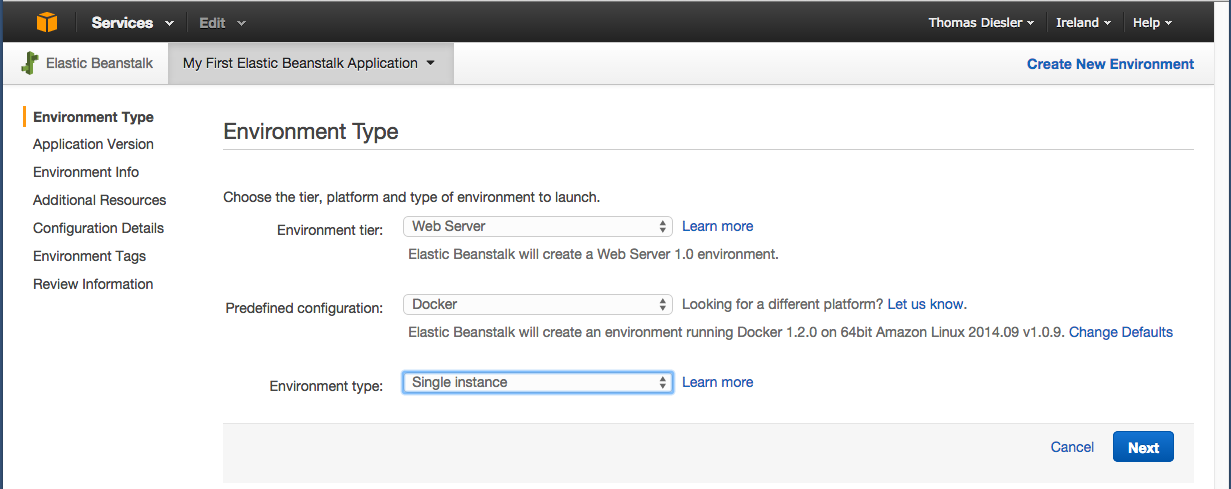 Services Edit Thomas Diesler Ireland Help
Elastic Beanstalk My First Elastic Beanstalk Application Create New Environment
Environment Type
Application Version
Environment Info
Additional Resources
Configuration Details
Environment Tags
Review Information
Environment Type
Choose the tier, platform and type of environment to launch.
Environment tier: Web Server Learn more
Elastic Beanstalk will create a Web Server 1.0 environment.
Predefined configuration: Docker Looking for a different platform? Let us know.
Elastic Beanstalk will create an environment running Docker 1.2.0 on 64bit Amazon Linux 2014.09 v1.0.9. Change Defaults
Environment type: Single instance Learn more
Cancel Next